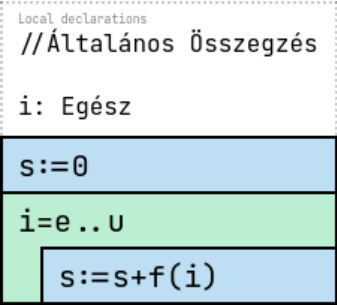 Local declarations
//Általános Összegzés
i: Egész
s:=0
i=e..u
s:=s+f(i)